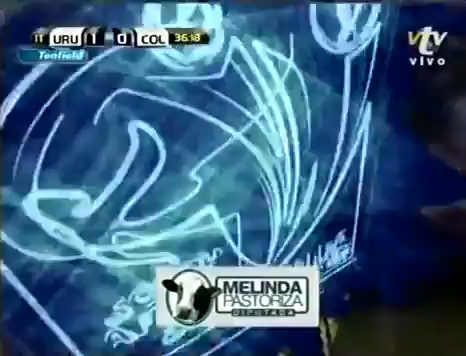 1T URU 1 0 COL 36:18
Tenfield
VTV
vivo
MELINDA
PASTORIZA
DIPUTADA